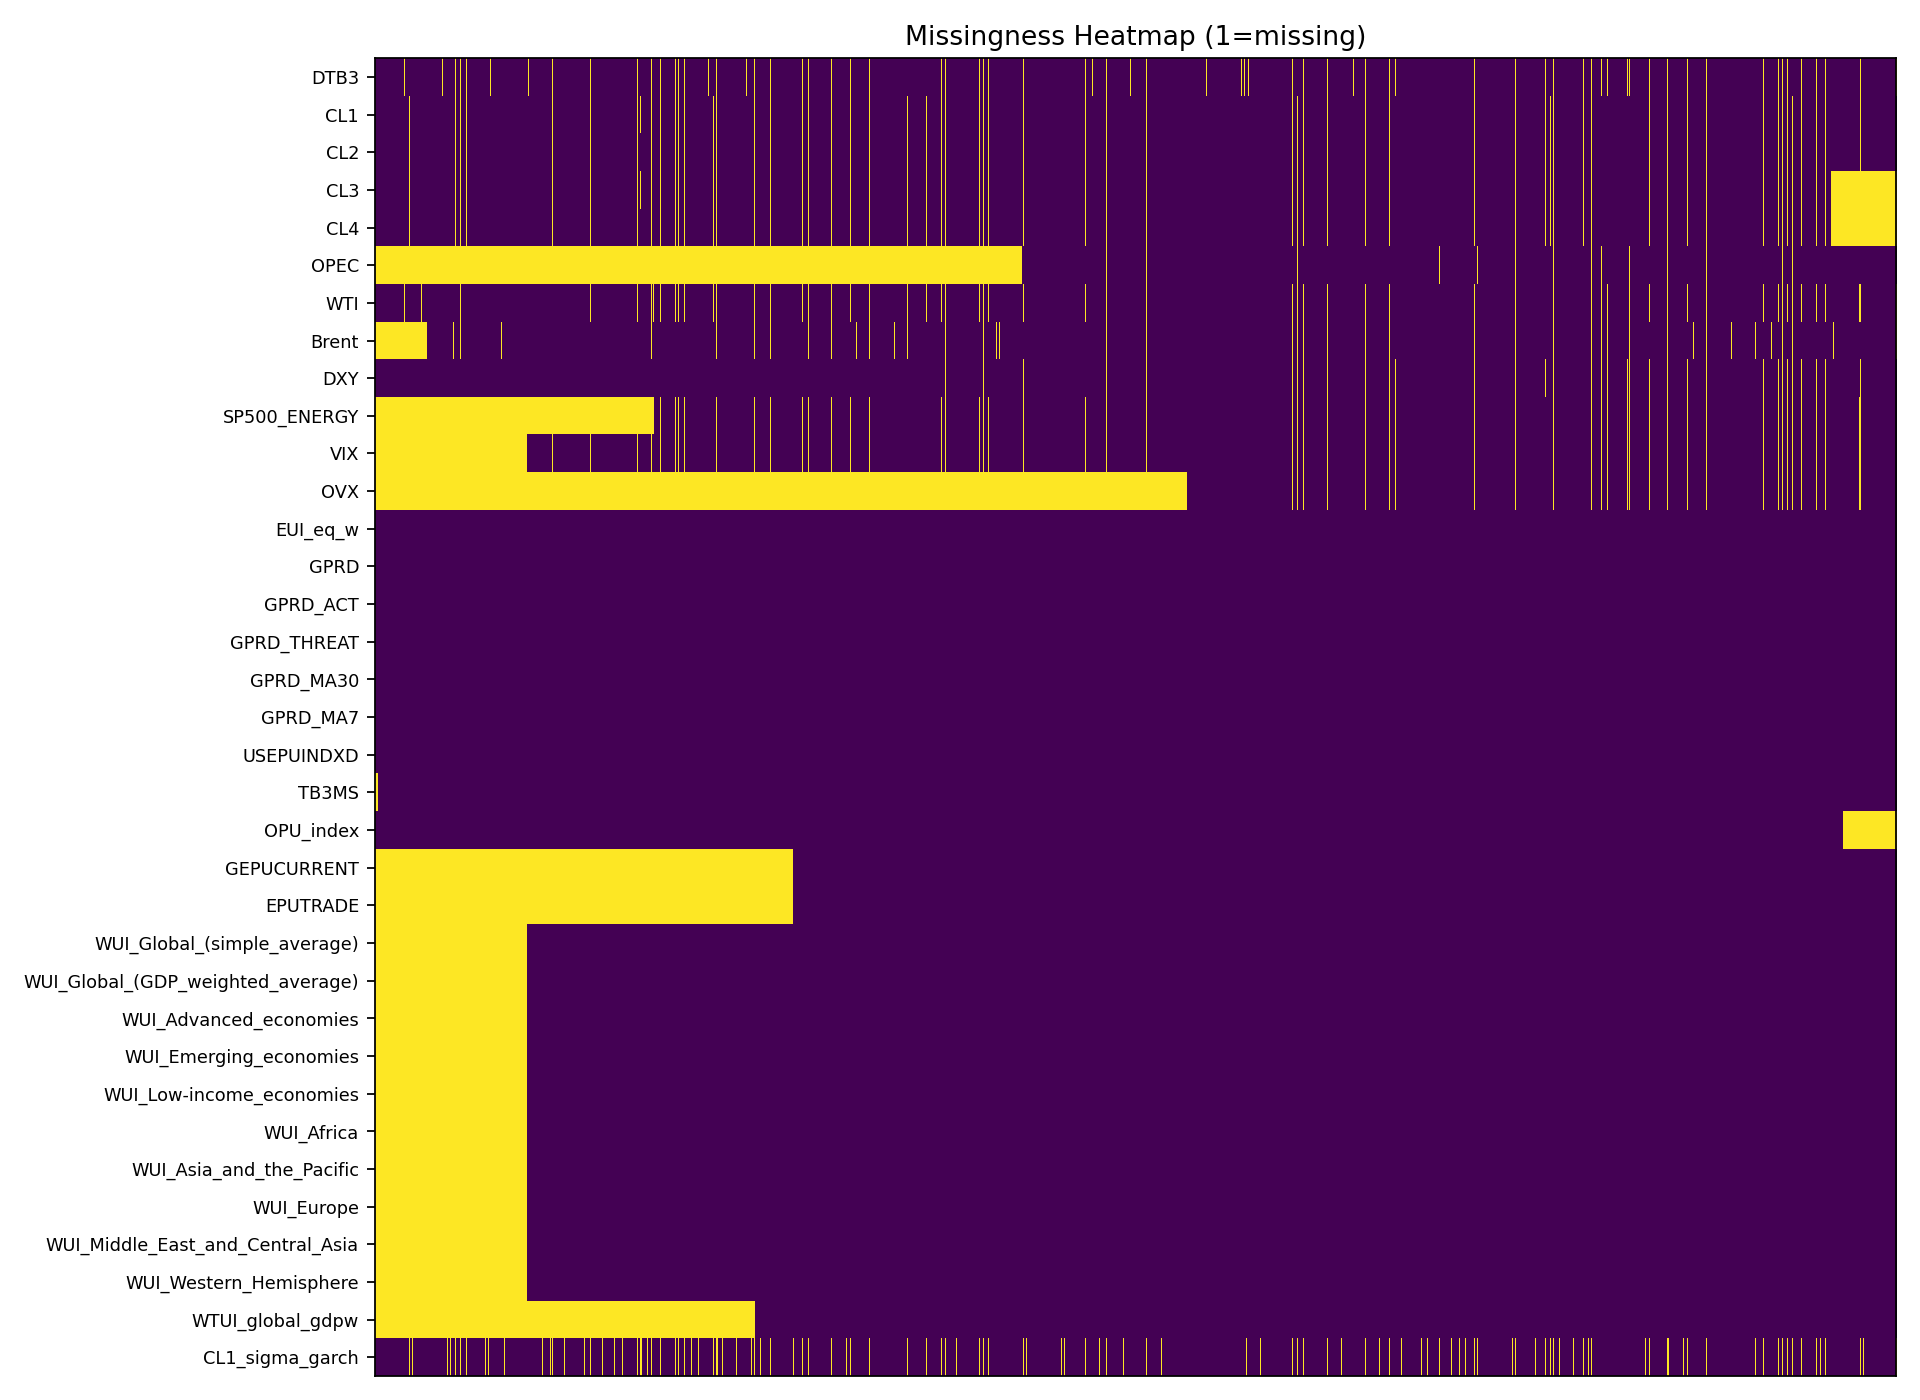 Missingness Heatmap (1=missing)
DTB3
CL1
CL2
CL3
CL4
OPEC
WTI
Brent
DXY
SP500_ENERGY
VIX
OVX
EUI_eq_w
GPRD
GPRD_ACT
GPRD_THREAT
GPRD_MA30
GPRD_MA7
USEPUINDXD
TB3MS
OPU_index
GEPUCURRENT
EPUTRADE
WUI_Global_(simple_average)
WUI_Global_(GDP_weighted_average)
WUI_Advanced_economies
WUI_Emerging_economies
WUI_Low-income_economies
WUI_Africa
WUI_Asia_and_the_Pacific
WUI_Europe
WUI_Middle_East_and_Central_Asia
WUI_Western_Hemisphere
WTUI_global_gdpw
CL1_sigma_garch